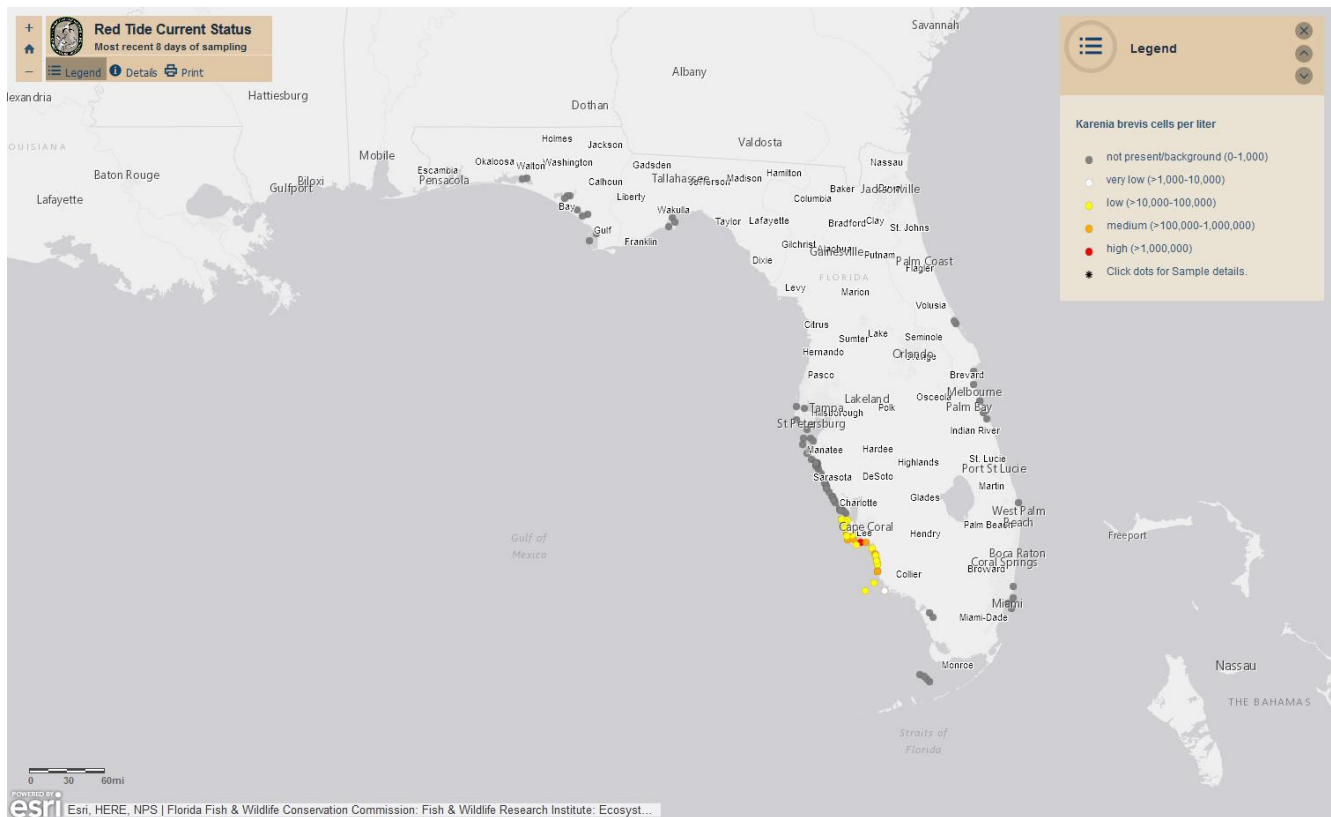 Red Tide Current Status
Most recent 8 days of sampling
Legend Details Print
Legend
Karenia brevis cells per liter
not present/background (0-1,000)
very low (>1,000-10,000)
low (>10,000-100,000)
medium (>100,000-1,000,000)
high (>1,000,000)
Click dots for Sample details.
Savannah
Albany
Hattiesburg
Dothan
Valdosta
Mobile
LOUISIANA
Baton Rouge
Lafayette
Gulfport
Biloxi
Holmes
Jackson
Okaloosa
Walton
Washington
Escambia
Pensacola
Gadsden
Tallahassee
Jefferson
Madison
Hamilton
Nassau
Calhoun
Liberty
Columbia
Baker
Duval
Jacksonville
Bay
Gulf
Wakulla
Franklin
Taylor
Lafayette
Bradford
Clay
St. Johns
Gilchrist
Alachua
Gainesville
Putnam
Palm Coast
Flagler
Dixie
FLORIDA
Levy
Marion
Volusia
Citrus
Sumter
Lake
Seminole
Hernando
Orlando
Orange
Pasco
Brevard
Melbourne
Lakeland
Osceola
Palm Bay
Tampa
Hillsborough
Polk
St Petersburg
Indian River
Manatee
Hardee
Highlands
St. Lucie
Port St Lucie
Sarasota
DeSoto
Martin
Charlotte
Glades
West Palm
Beach
Cape Coral
Lee
Hendry
Palm Beach
Freeport
Gulf of
Mexico
Boca Raton
Coral Springs
Broward
Collier
Miami
Miami-Dade
Monroe
Nassau
THE BAHAMAS
Straits of
Florida
0 30 60mi
POWERED BY
esri
Esri, HERE, NPS | Florida Fish & Wildlife Conservation Commission: Fish & Wildlife Research Institute: Ecosyst...